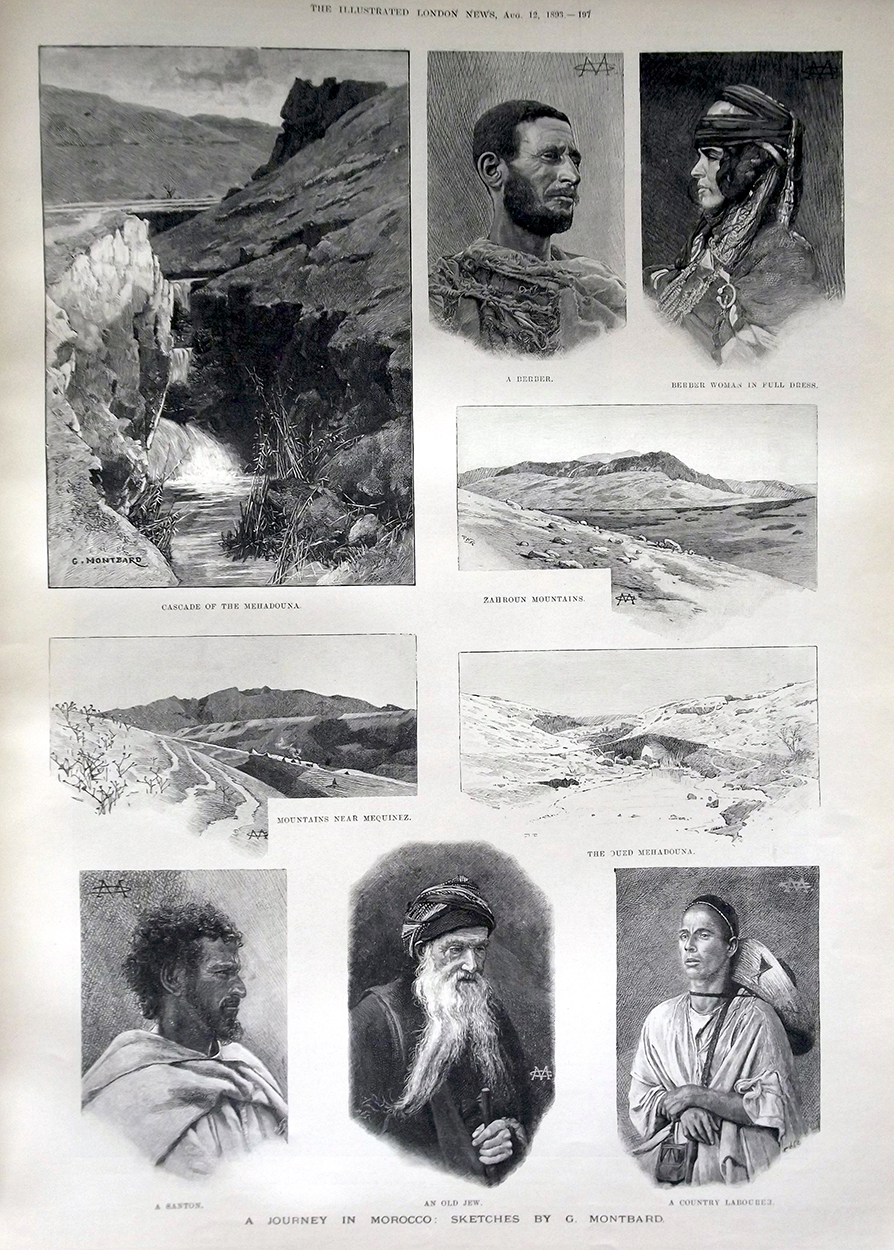 THE ILLUSTRATED LONDON NEWS, AUG. 12, 1893.—197
G. MONTBARD
CASCADE OF THE MEHADOUNA.
A BERBER.
BERBER WOMAN IN FULL DRESS.
ZAHROUN MOUNTAINS.
MOUNTAINS NEAR MEQUINEZ.
THE OUED MEHADOUNA.
A SANTON.
AN OLD JEW.
A COUNTRY LABOURER.
A JOURNEY IN MOROCCO: SKETCHES BY G. MONTBARD.